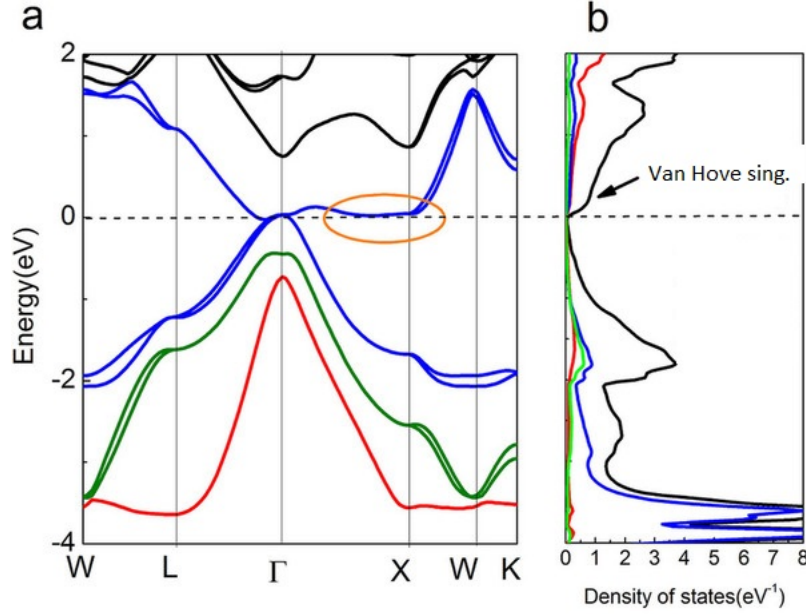 a
b
2
0
-2
-4
Energy(eV)
W
L
Γ
X
W
K
Van Hove sing.
0
1
2
3
4
5
6
7
8
Density of states(eV⁻¹)